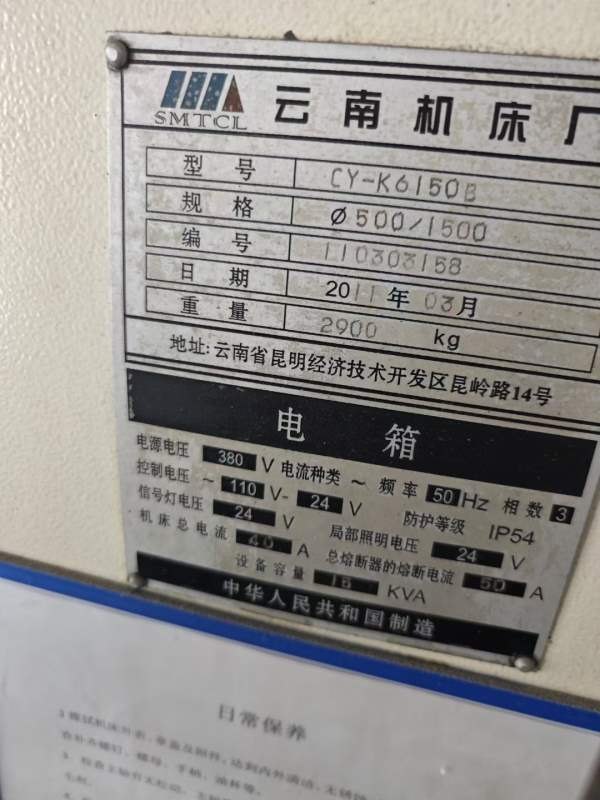 SMTCL 云南机床厂
型号 CY-K6150B
规格 φ500/1500
编号 110303158
日期 2011年03月
重量 2900 kg
地址:云南省昆明经济技术开发区昆岭路14号
电箱
电源电压 380 V 电流种类 ~ 频率 50 Hz 相数 3
控制电压 ~ 110 V- 24 V 防护等级 IP54
信号灯电压 24 V 局部照明电压 24 V
机床总电流 40 A 总熔断器的熔断电流 A
设备容量 KVA
中华人民共和国制造
日常保养